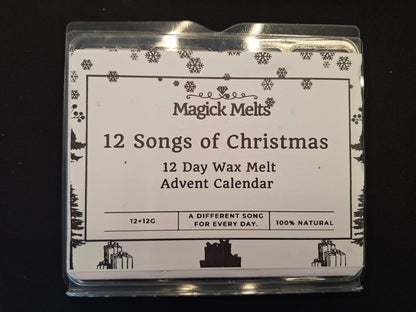 Magick Melts
12 Songs of Christmas
12 Day Wax Melt
Advent Calendar
12×12G
A DIFFERENT SONG
FOR EVERY DAY.
100% NATURAL